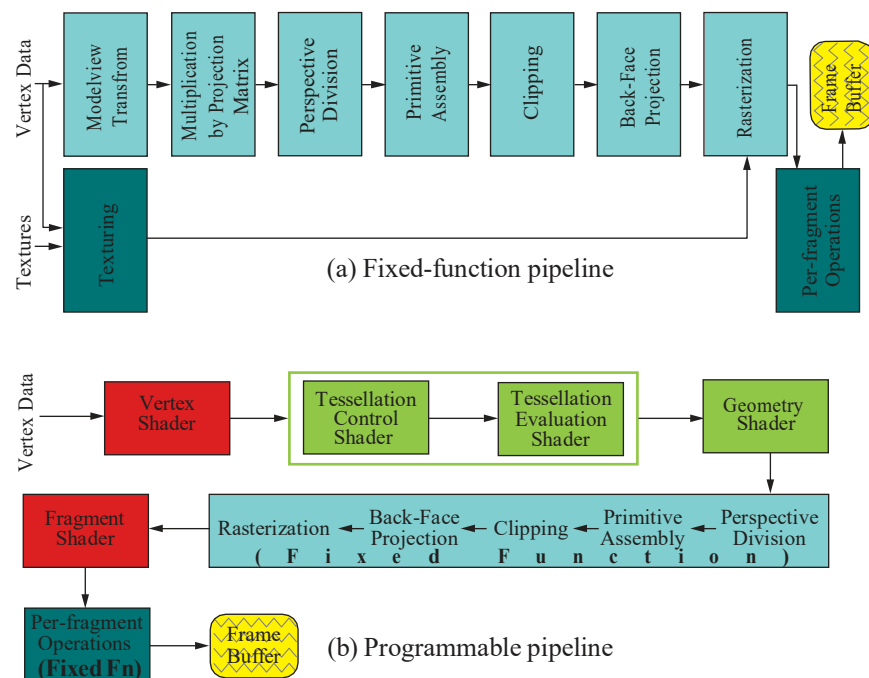 Vertex Data
Modelview
Transfrom
Multiplication
by Projection
Matrix
Perspective
Division
Primitive
Assembly
Clipping
Back-Face
Projection
Rasterization
Frame
Buffer
Textures
Texturing
Per-fragment
Operations
(a) Fixed-function pipeline
Vertex Data
Vertex
Shader
Tessellation
Control
Shader
Tessellation
Evaluation
Shader
Geometry
Shader
Fragment
Shader
Rasterization
Back-Face
Projection
Clipping
Primitive
Assembly
Perspective
Division
( F i x e d F u n c t i o n )
Per-fragment
Operations
(Fixed Fn)
Frame
Buffer
(b) Programmable pipeline